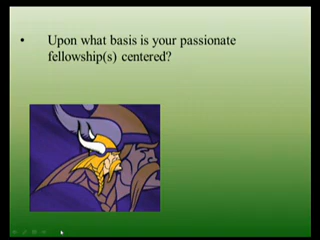 • Upon what basis is your passionate
fellowship(s) centered?